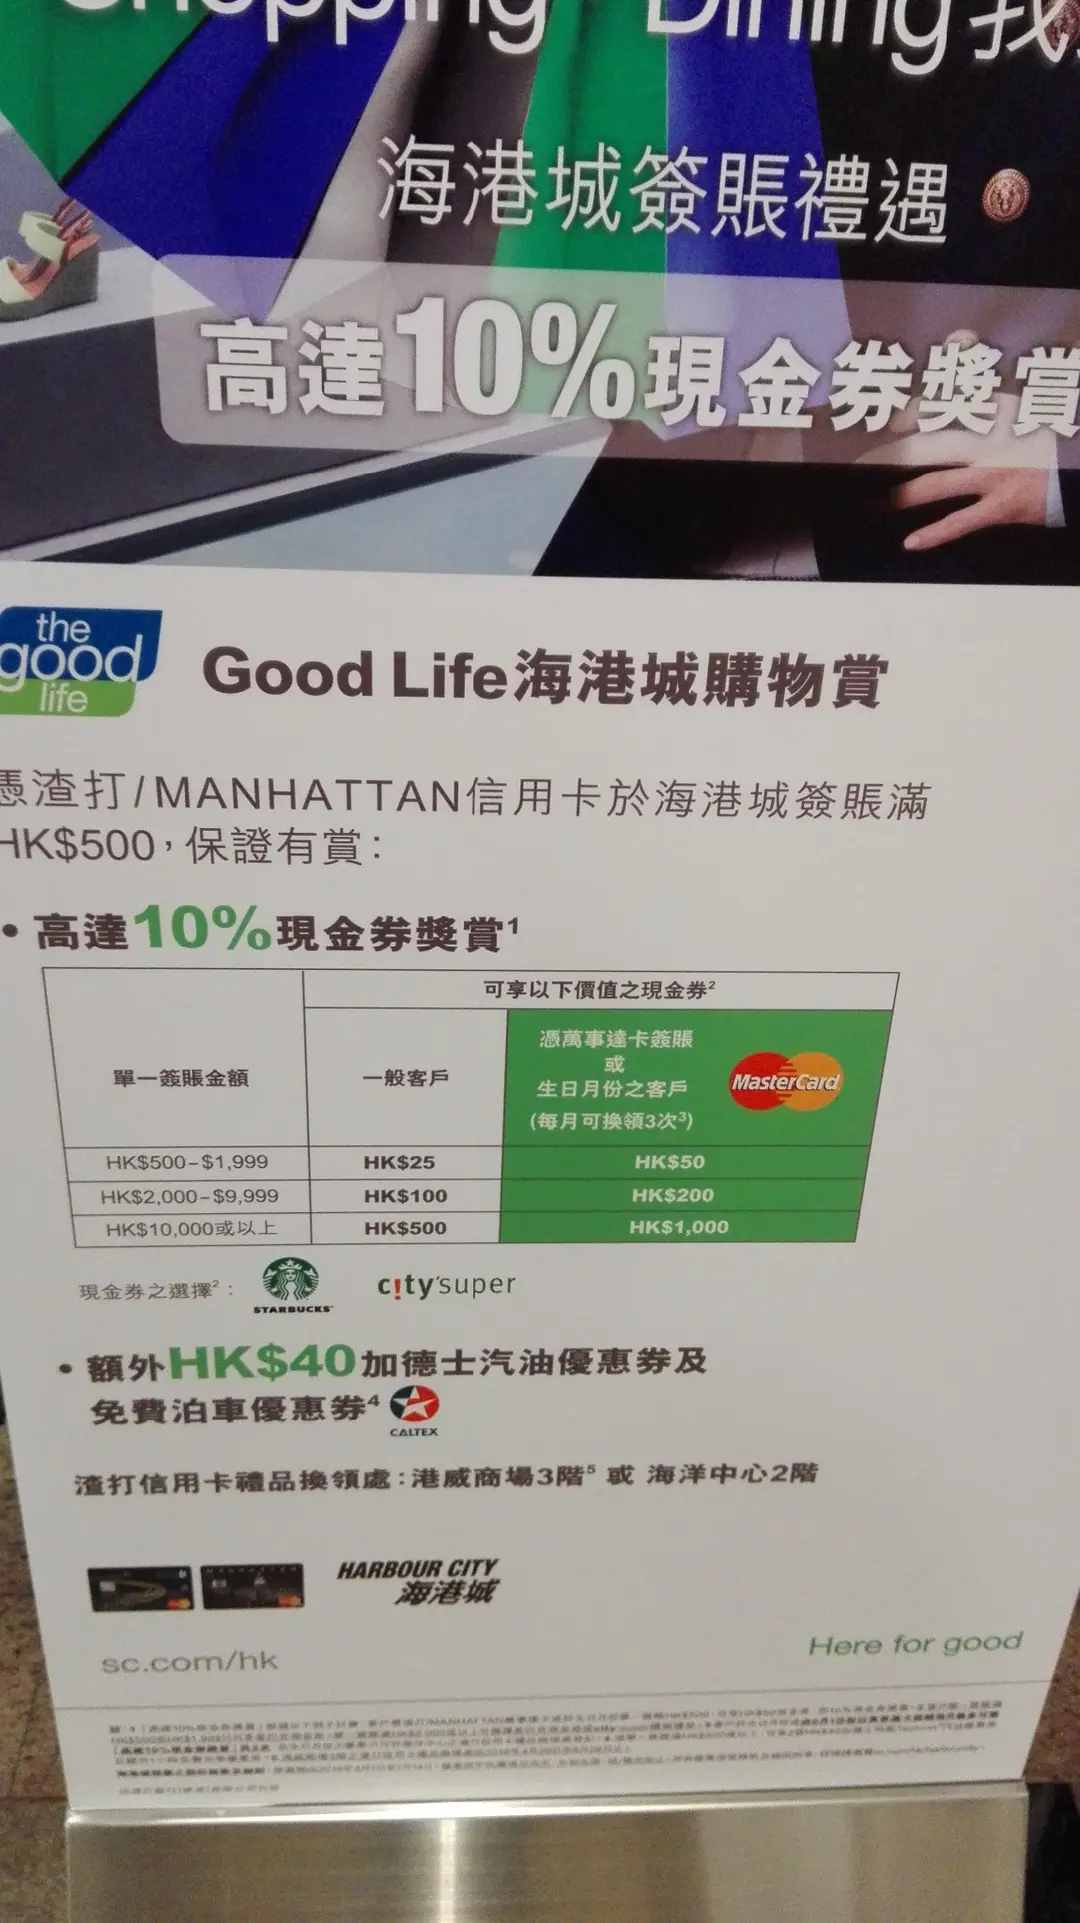 Shopping Dining 我
海港城簽賬禮遇
高達10%現金券獎賞
the
good
life
Good Life海港城購物賞
憑渣打/MANHATTAN信用卡於海港城簽賬滿
HK$500，保證有賞：
• 高達10%現金券獎賞1
可享以下價值之現金券2
單一簽賬金額
一般客戶
憑萬事達卡簽賬
或
生日月份之客戶
(每月可換領3次3)
MasterCard
HK$500–$1,999 HK$25 HK$50
HK$2,000–$9,999 HK$100 HK$200
HK$10,000或以上 HK$500 HK$1,000
現金券之選擇2：
STARBUCKS
c!ty'super
• 額外HK$40加德士汽油優惠券及
免費泊車優惠券4
CALTEX
渣打信用卡禮品換領處：港威商場3階5 或 海洋中心2階
HARBOUR CITY
海港城
sc.com/hk
Here for good